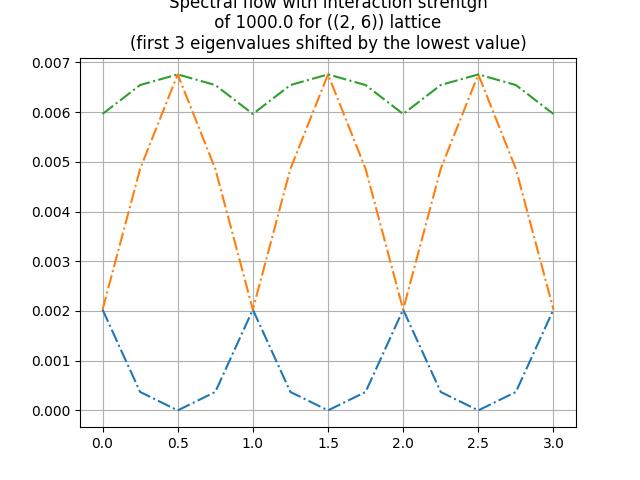 Spectral flow with interaction strentgh
of 1000.0 for ((2, 6)) lattice
(first 3 eigenvalues shifted by the lowest value)
0.007
0.006
0.005
0.004
0.003
0.002
0.001
0.000
0.0 0.5 1.0 1.5 2.0 2.5 3.0